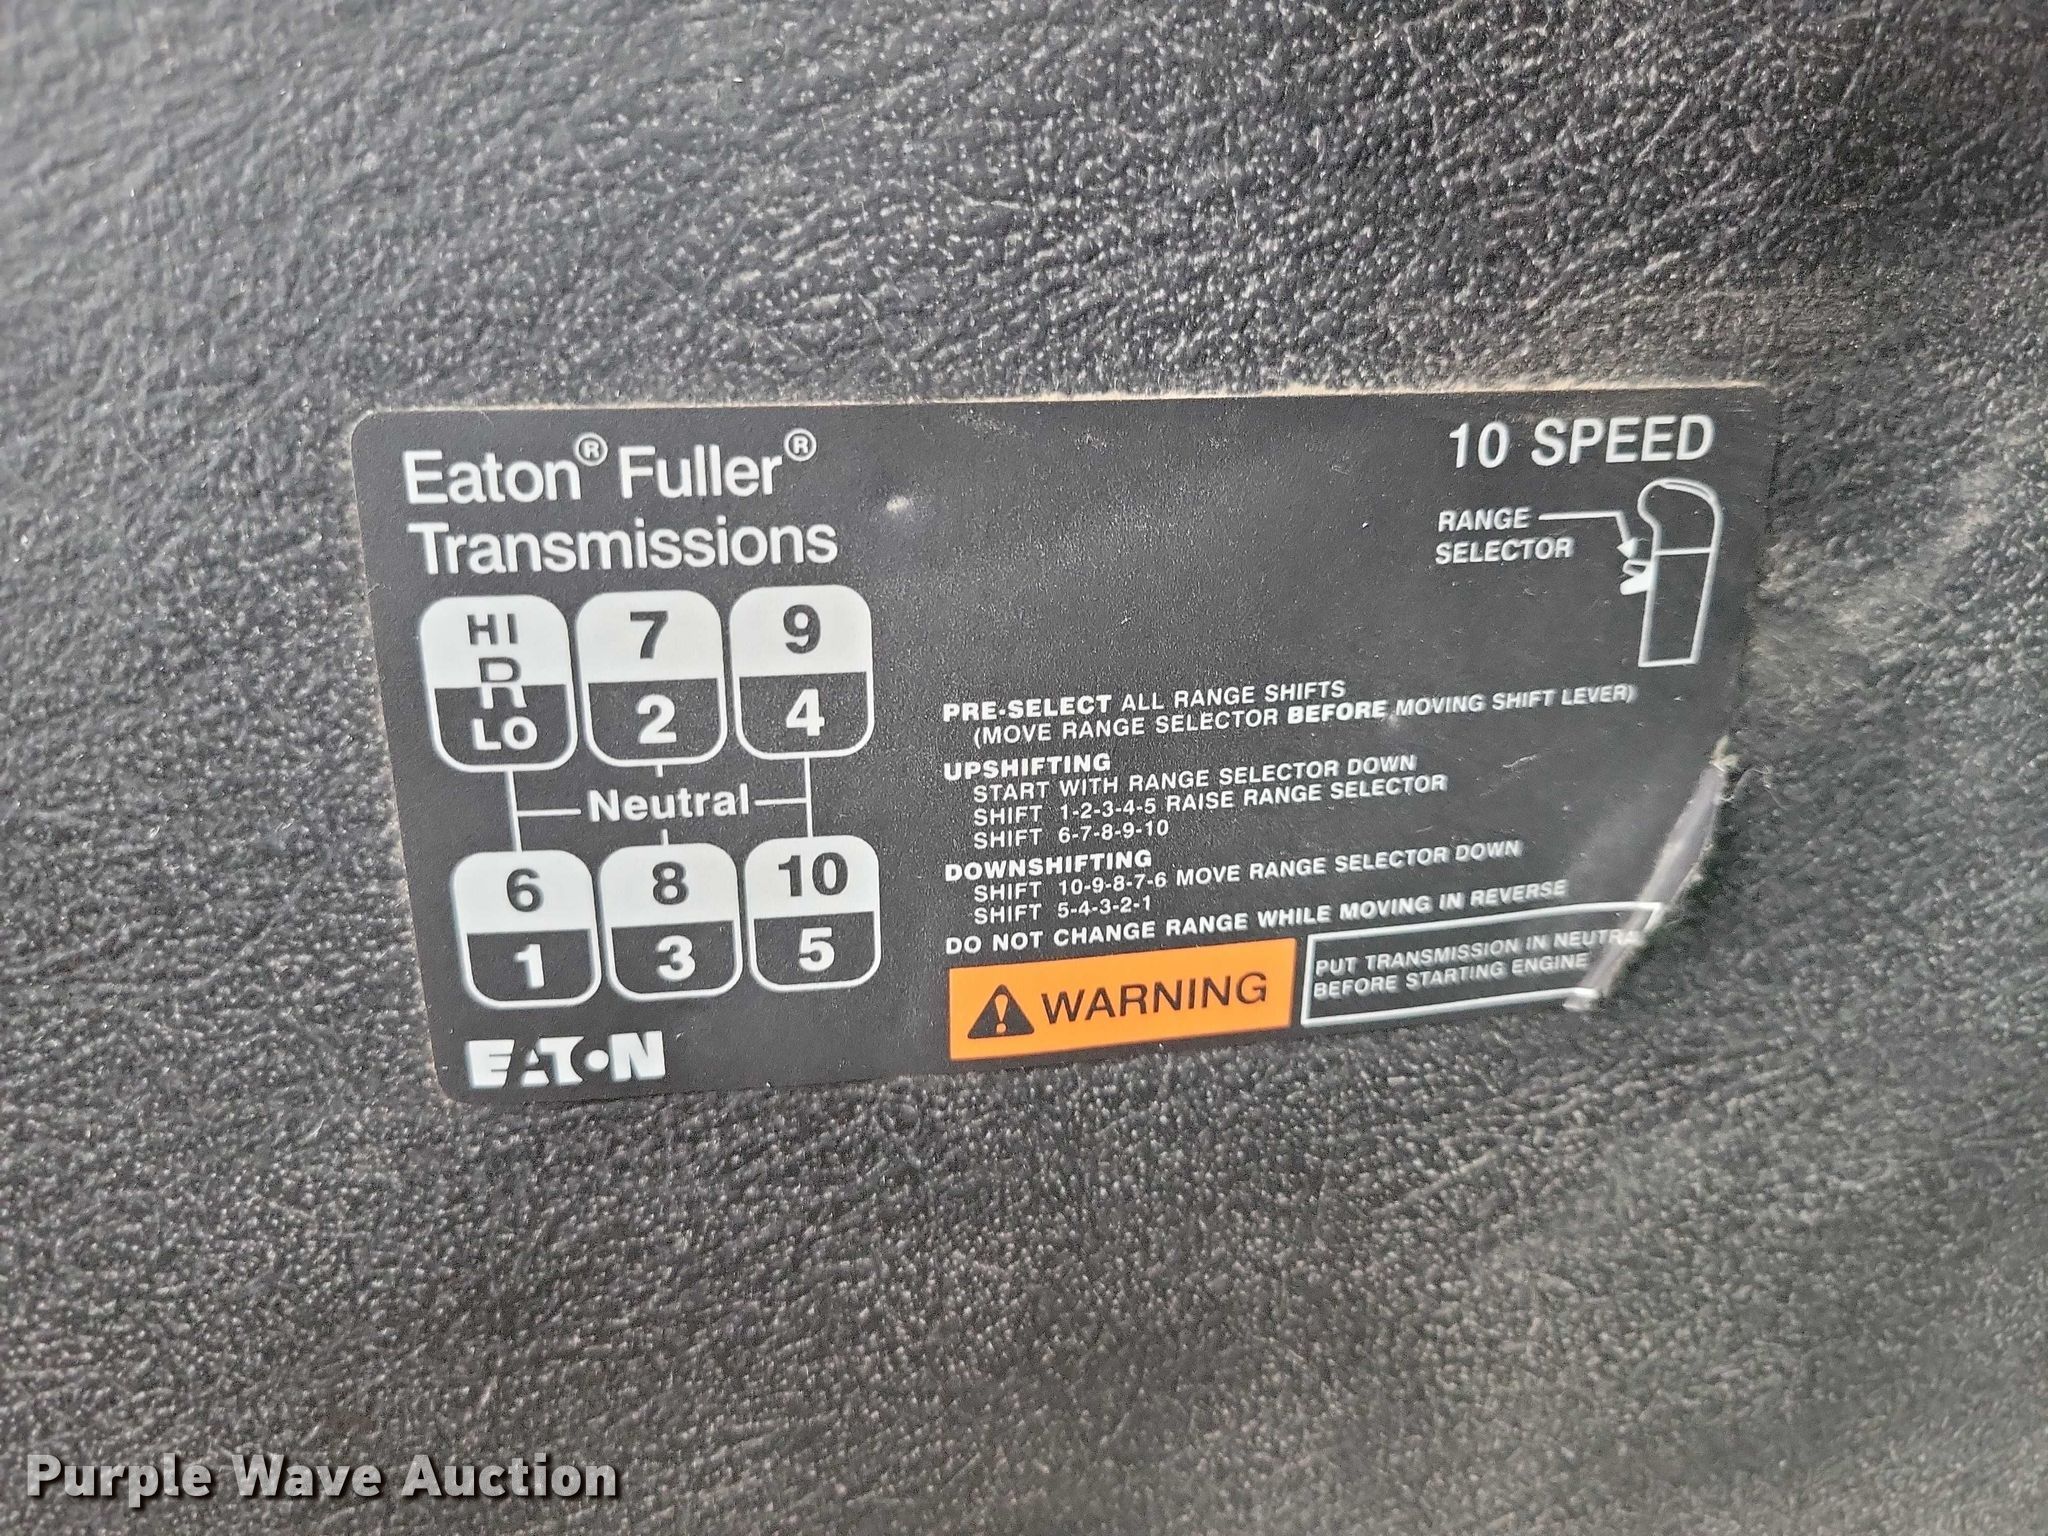 Eaton® Fuller®
Transmissions
10 SPEED
RANGE
SELECTOR
HI
R
LO
7
2
9
4
Neutral
6
1
8
3
10
5
EATON
PRE-SELECT ALL RANGE SHIFTS
(MOVE RANGE SELECTOR BEFORE MOVING SHIFT LEVER)
UPSHIFTING
START WITH RANGE SELECTOR DOWN
SHIFT 1-2-3-4-5 RAISE RANGE SELECTOR
SHIFT 6-7-8-9-10
DOWNSHIFTING
SHIFT 10-9-8-7-6 MOVE RANGE SELECTOR DOWN
SHIFT 5-4-3-2-1
DO NOT CHANGE RANGE WHILE MOVING IN REVERSE
WARNING
PUT TRANSMISSION IN NEUTRAL
BEFORE STARTING ENGINE
Purple Wave Auction